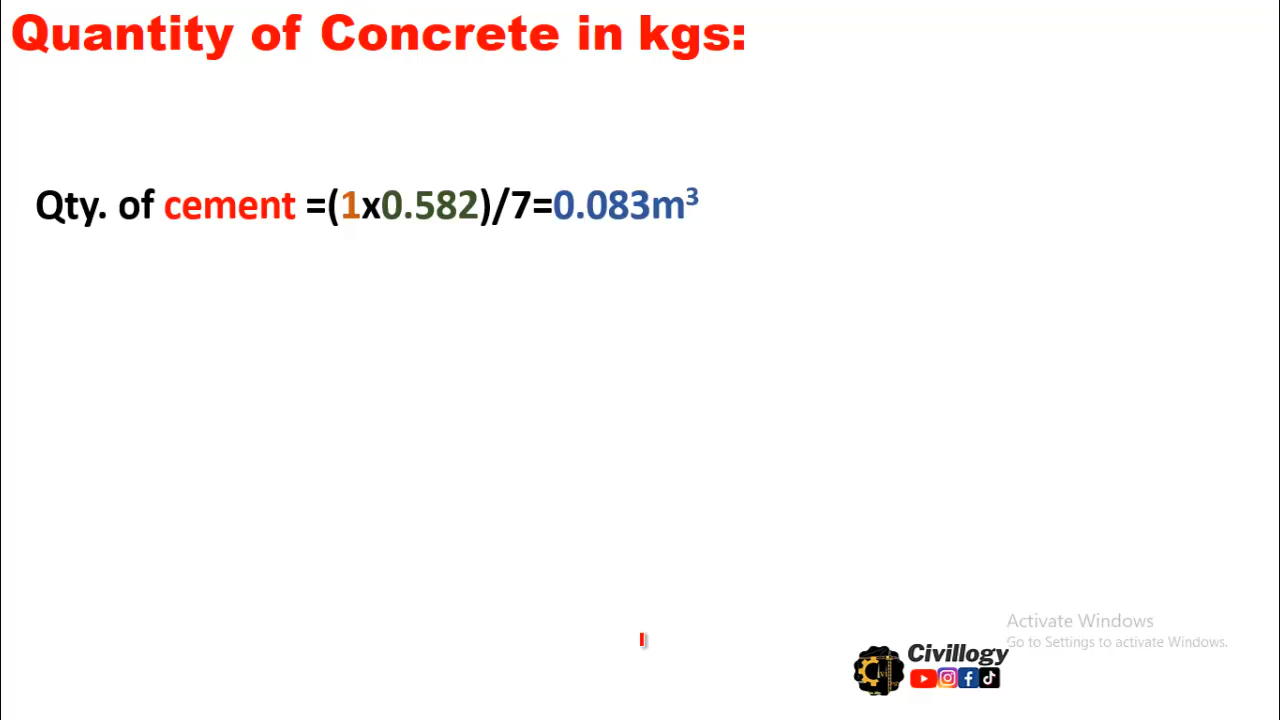 Quantity of Concrete in kgs:
Qty. of cement =(1x0.582)/7=0.083m³
Activate Windows
Go to Settings to activate Windows.
Civillogy